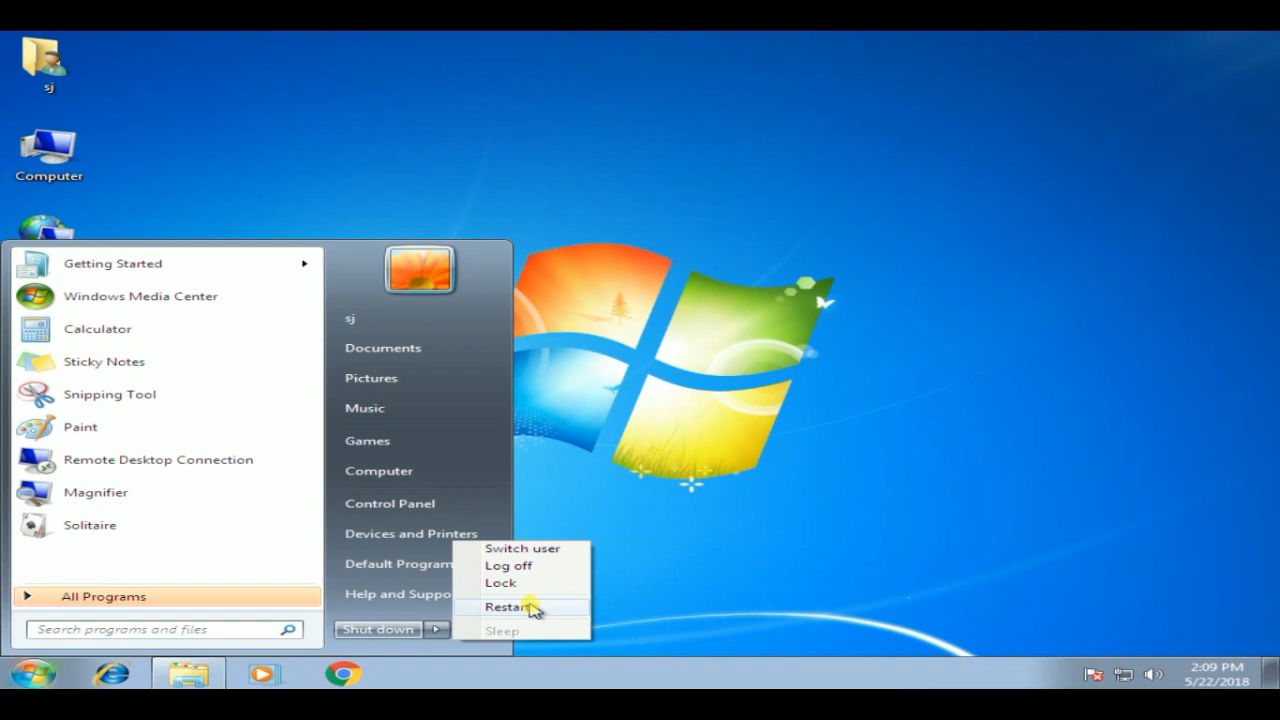 sj
Computer
Getting Started
Windows Media Center
Calculator
Sticky Notes
Snipping Tool
Paint
Remote Desktop Connection
Magnifier
Solitaire
All Programs
Search programs and files
sj
Documents
Pictures
Music
Games
Computer
Control Panel
Devices and Printers
Default Program
Help and Suppo
Shut down
Switch user
Log off
Lock
Restart
Sleep
2:09 PM
5/22/2018